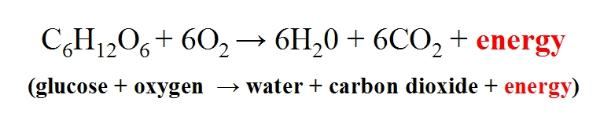 C₆H₁₂O₆ + 6O₂ → 6H₂0 + 6CO₂ + energy
(glucose + oxygen → water + carbon dioxide + energy)